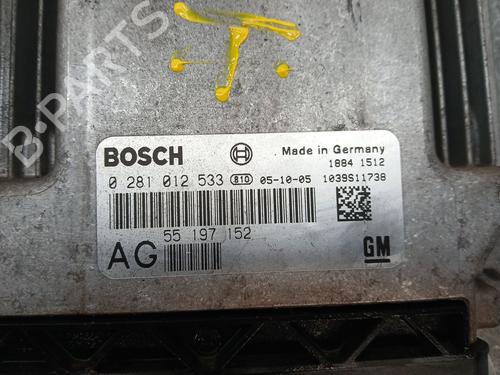 .T.
B-PARTS
BOSCH
Made in Germany
1884 1512
0 281 012 533 810 05-10-05 1039S11738
55 197 152
AG
GM